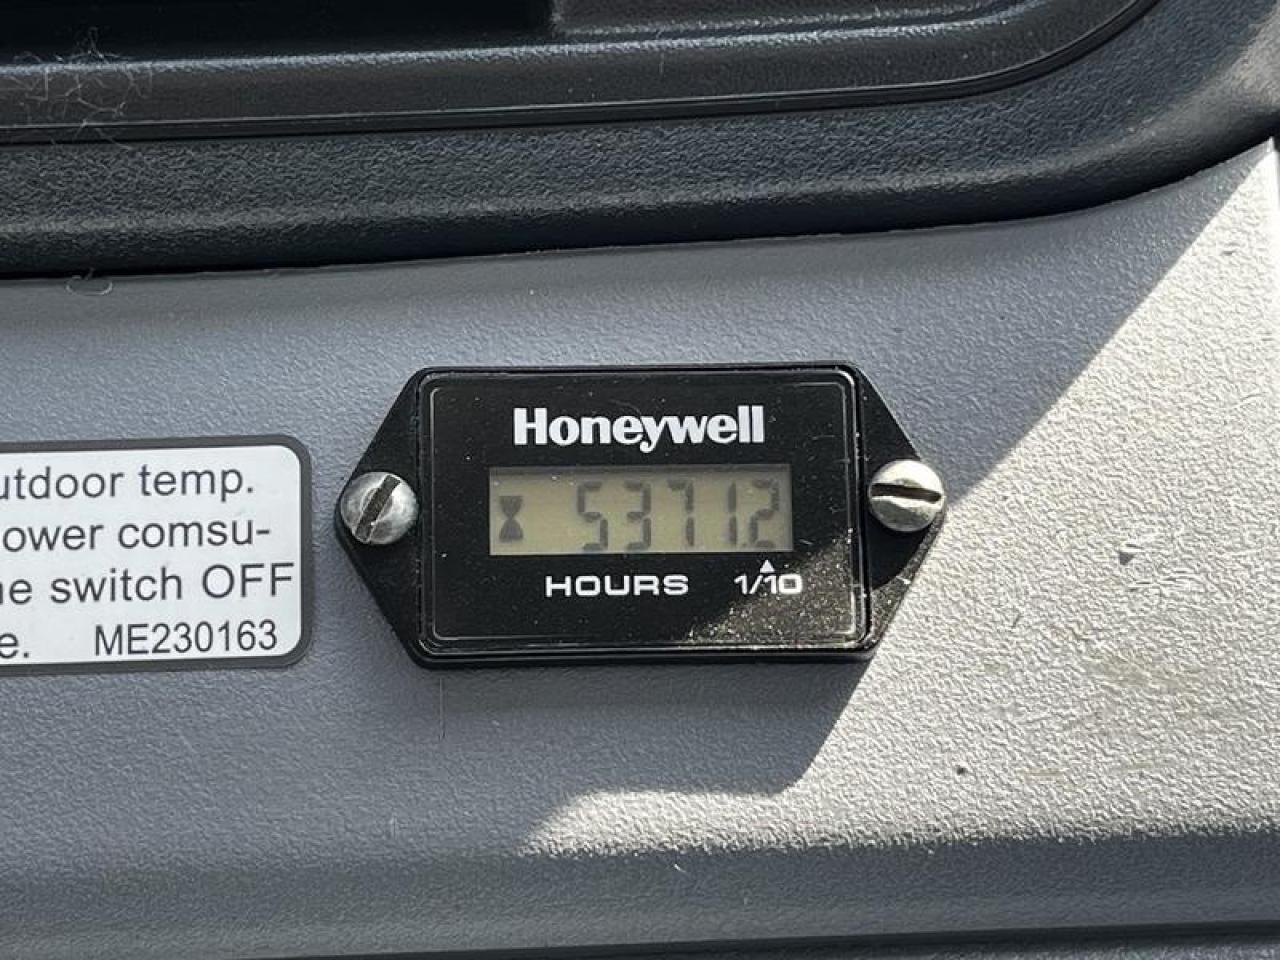 Honeywell
5371.2
HOURS 1/10
utdoor temp.
ower comsu-
e switch OFF
e. ME230163